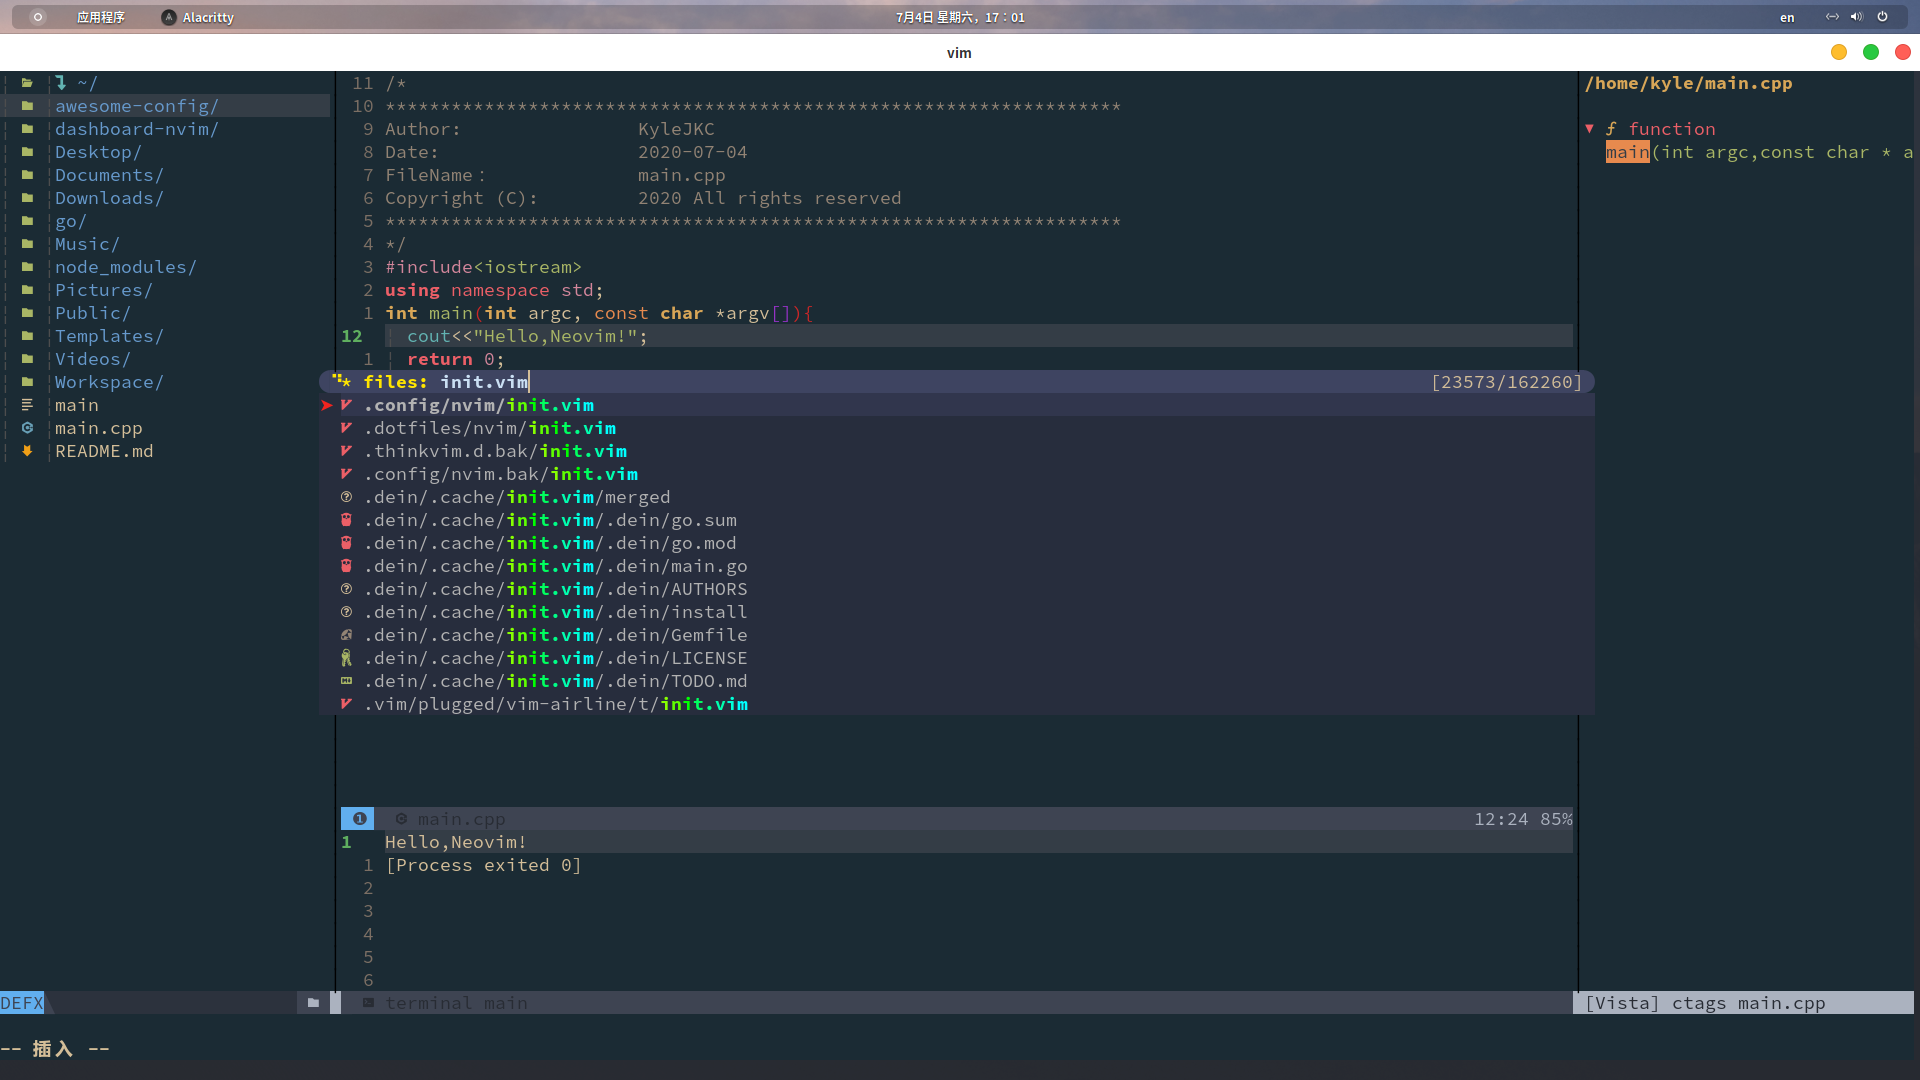 应用程序 Alacritty 7月4日 星期六, 17:01 en
vim
~/
awesome-config/
dashboard-nvim/
Desktop/
Documents/
Downloads/
go/
Music/
node_modules/
Pictures/
Public/
Templates/
Videos/
Workspace/
main
main.cpp
README.md
11 /*
10 *******************************************************************
9 Author: KyleJKC
8 Date: 2020-07-04
7 FileName: main.cpp
6 Copyright (C): 2020 All rights reserved
5 *******************************************************************
4 */
3 #include<iostream>
2 using namespace std;
1 int main(int argc, const char *argv[]){
12 cout<<"Hello,Neovim!";
1 return 0;
* files: init.vim [23573/162260]
.config/nvim/init.vim
.dotfiles/nvim/init.vim
.thinkvim.d.bak/init.vim
.config/nvim.bak/init.vim
.dein/.cache/init.vim/merged
.dein/.cache/init.vim/.dein/go.sum
.dein/.cache/init.vim/.dein/go.mod
.dein/.cache/init.vim/.dein/main.go
.dein/.cache/init.vim/.dein/AUTHORS
.dein/.cache/init.vim/.dein/install
.dein/.cache/init.vim/.dein/Gemfile
.dein/.cache/init.vim/.dein/LICENSE
.dein/.cache/init.vim/.dein/TODO.md
.vim/plugged/vim-airline/t/init.vim
❶ main.cpp 12:24 85%
1 Hello,Neovim!
1 [Process exited 0]
2
3
4
5
6
/home/kyle/main.cpp
▼ ƒ function
main(int argc,const char * a
DEFX
terminal main
[Vista] ctags main.cpp
-- 插入 --